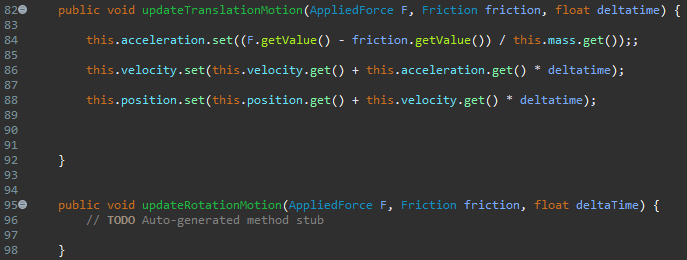 82 public void updateTranslationMotion(AppliedForce F, Friction friction, float deltatime) {
83
84 this.acceleration.set((F.getValue() - friction.getValue()) / this.mass.get());;
85
86 this.velocity.set(this.velocity.get() + this.acceleration.get() * deltatime);
87
88 this.position.set(this.position.get() + this.velocity.get() * deltatime);
89
90
91
92 }
93
94
95 public void updateRotationMotion(AppliedForce F, Friction friction, float deltaTime) {
96 // TODO Auto-generated method stub
97
98 }